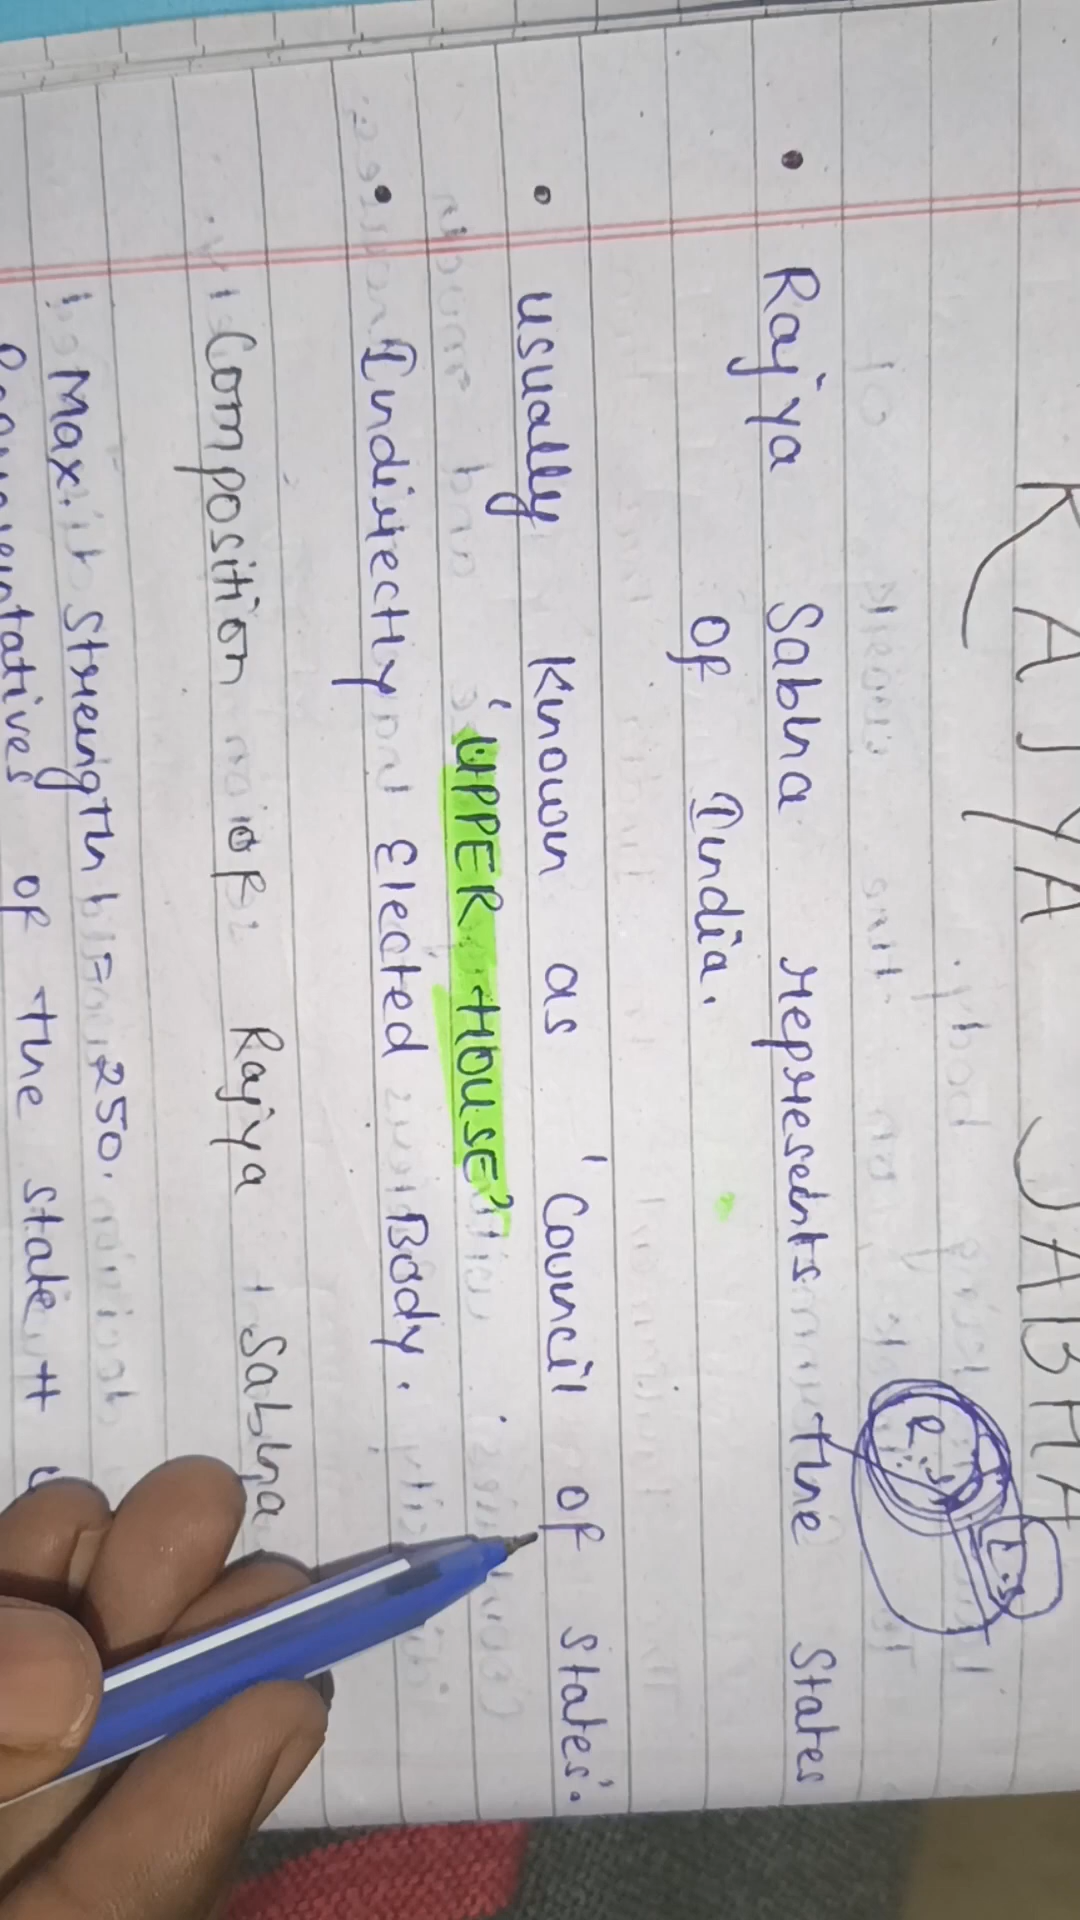 RAJYA SABHA
R.S
L.S
• Rajya Sabha represents the States
of India.
• usually known as 'Council of states'.
'UPPER HOUSE'
• Indirectly Elected Body.
Composition of Rajya Sabha
Max. Strength 250.
Representatives of the state &